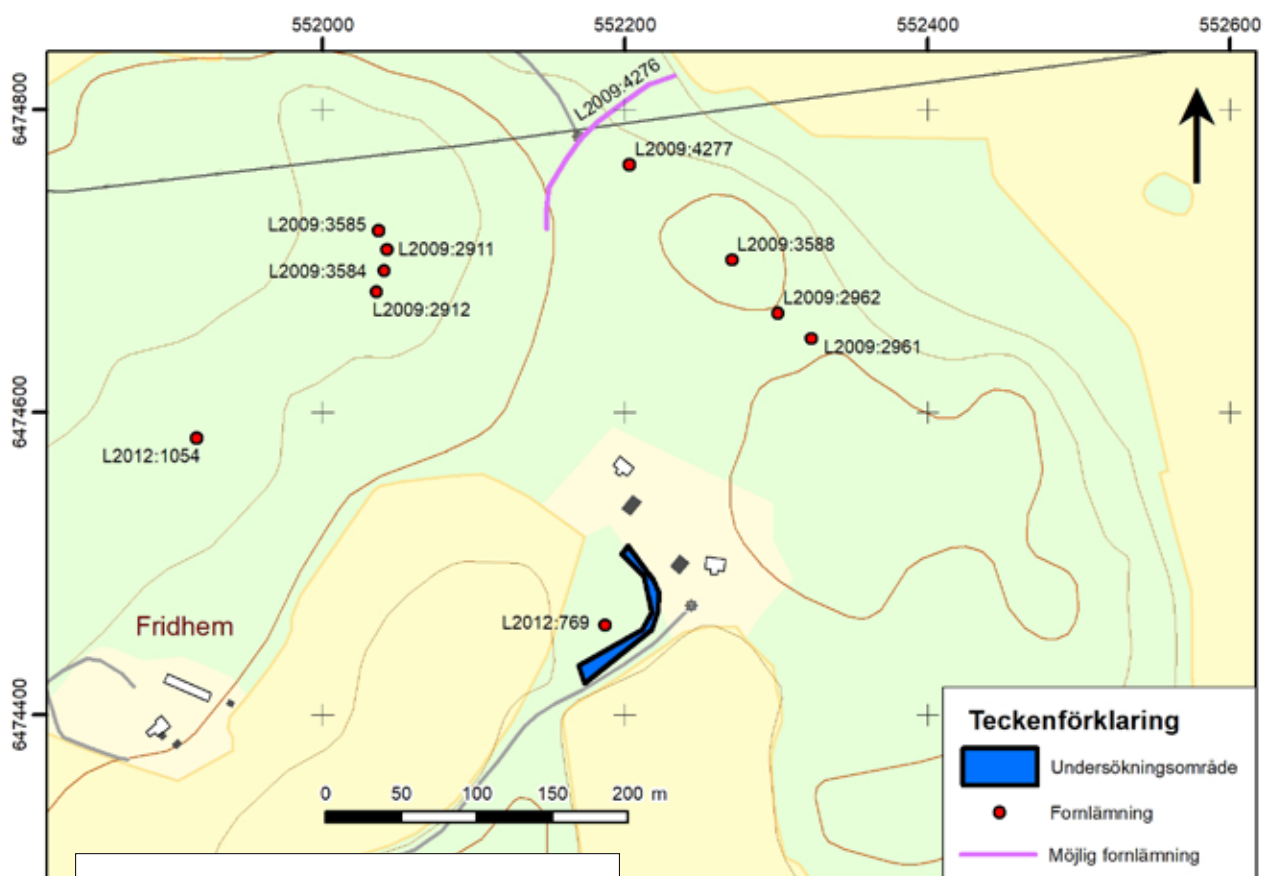 552000
552200
552400
552600
6474800
6474600
6474400
L2009:4276
L2009:4277
L2009:3585
L2009:2911
L2009:3584
L2009:2912
L2009:3588
L2009:2962
L2009:2961
L2012:1054
L2012:769
Fridhem
0 50 100 150 200 m
Teckenförklaring
Undersökningsområde
Fornlämning
Möjlig fornlämning